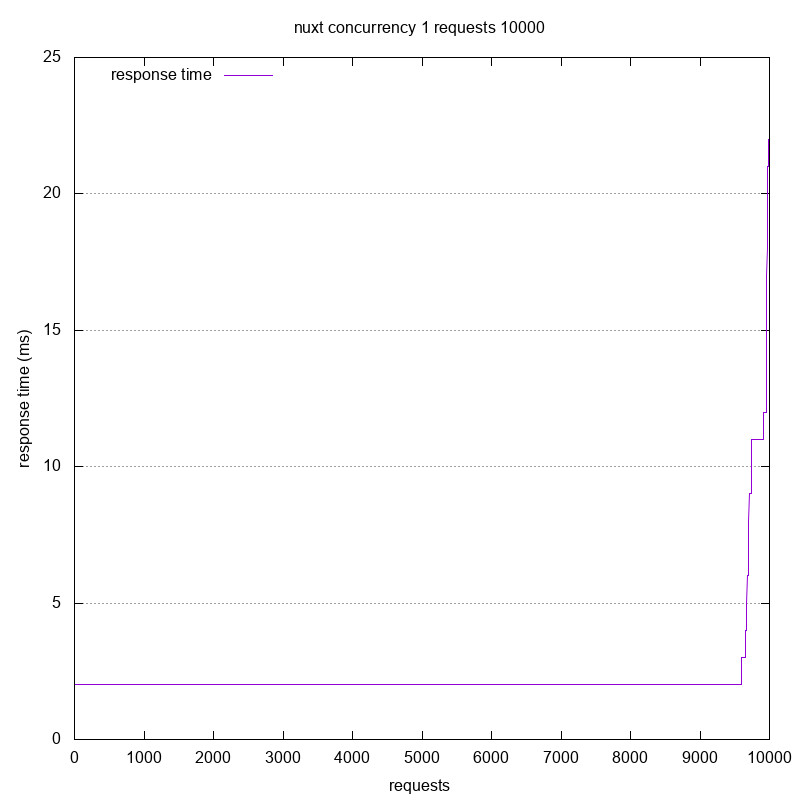 nuxt concurrency 1 requests 10000
25
response time
20
15
response time (ms)
10
5
0
0 1000 2000 3000 4000 5000 6000 7000 8000 9000 10000
requests